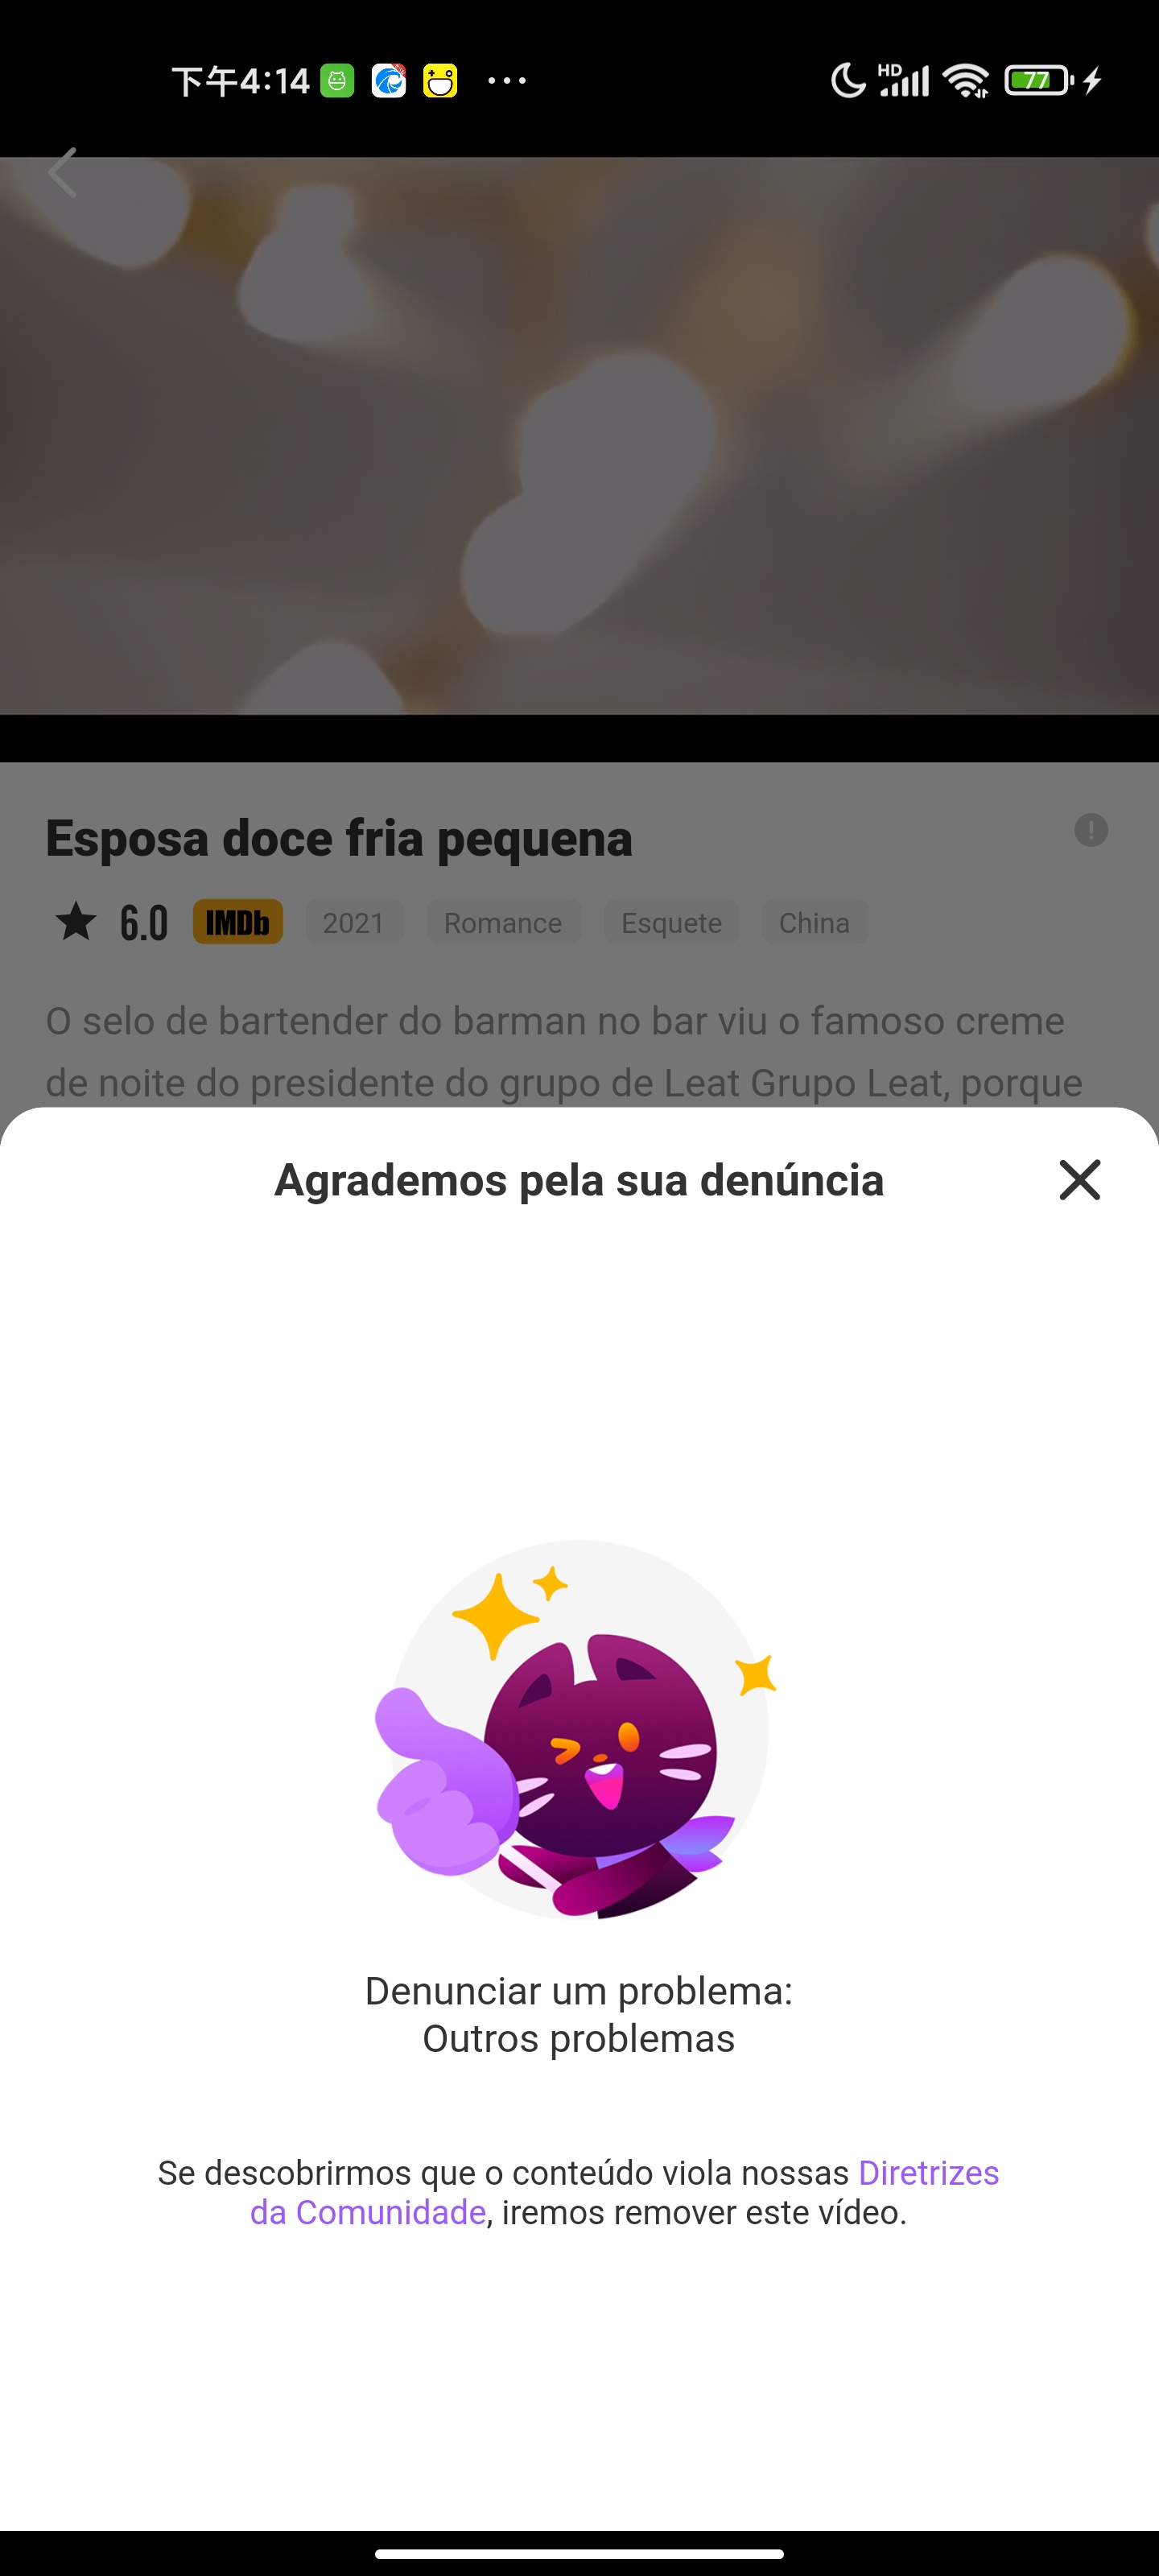 下午4:14
HD
77
Esposa doce fria pequena
6.0 IMDb 2021 Romance Esquete China
O selo de bartender do barman no bar viu o famoso creme
de noite do presidente do grupo de Leat Grupo Leat, porque
Agrademos pela sua denúncia
Denunciar um problema:
Outros problemas
Se descobrirmos que o conteúdo viola nossas Diretrizes
da Comunidade, iremos remover este vídeo.